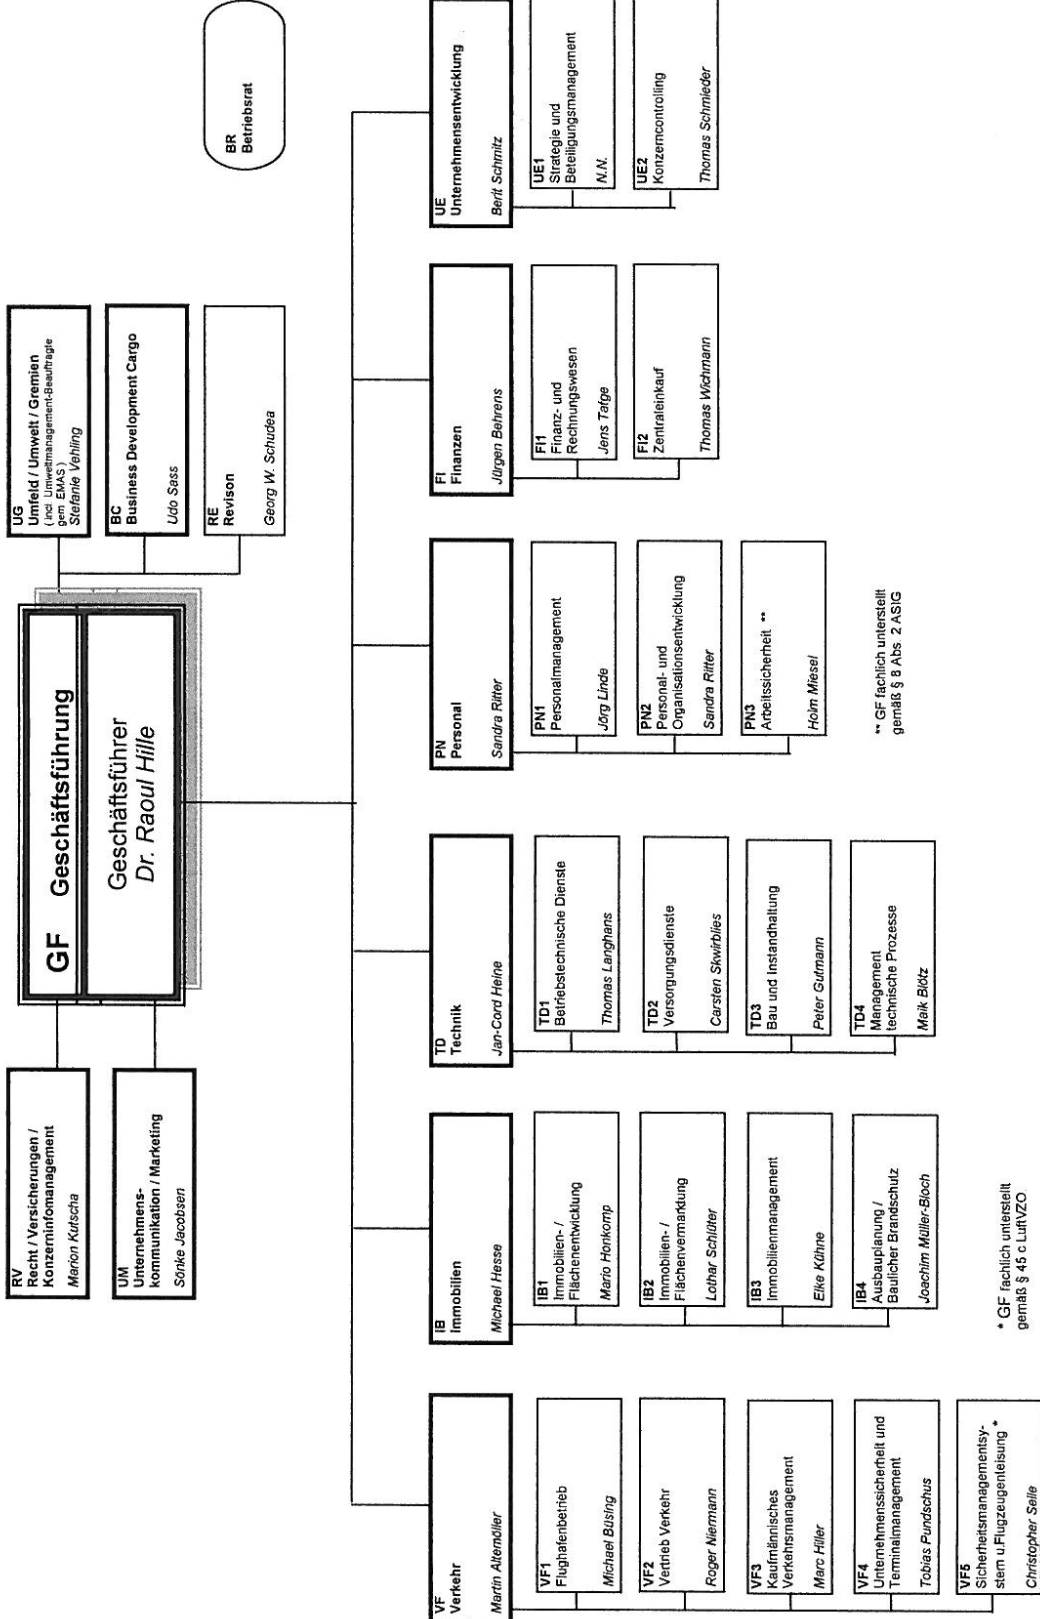 RV
Recht / Versicherungen /
Konzerninfomanagement
Marion Kutscha
UM
Unternehmens-
kommunikation / Marketing
Sönke Jacobsen
GF Geschäftsführung
Geschäftsführer
Dr. Raoul Hille
UG
Umfeld / Umwelt / Gremien
( incl. Umweltmanagement-Beauftragte
gem. EMAS )
Stefanie Vehling
BC
Business Development Cargo
Udo Sass
RE
Revison
Georg W. Schudea
BR
Betriebsrat
VF
Verkehr
Martin Altemöller
VF1
Flughafenbetrieb
Michael Büsing
VF2
Vertrieb Verkehr
Roger Niermann
VF3
Kaufmännisches
Verkehrsmanagement
Marc Hiller
VF4
Unternehmenssicherheit und
Terminalmanagement
Tobias Pundschus
VF5
Sicherheitsmanagementsy-
stem u.Flugzeugenteisung *
Christopher Selle
IB
Immobilien
Michael Hesse
IB1
Immobilien- /
Flächenentwicklung
Mario Honkomp
IB2
Immobilien- /
Flächenvermarktung
Lothar Schlüter
IB3
Immobilienmanagement
Eike Kühne
IB4
Ausbauplanung /
Baulicher Brandschutz
Joachim Müller-Bloch
* GF fachlich unterstellt
gemäß § 45 c LuftVZO
TD
Technik
Jan-Cord Heine
TD1
Betriebstechnische Dienste
Thomas Langhans
TD2
Versorgungsdienste
Carsten Skwirblies
TD3
Bau und Instandhaltung
Peter Gutmann
TD4
Management
technische Prozesse
Maik Blötz
PN
Personal
Sandra Ritter
PN1
Personalmanagement
Jörg Linde
PN2
Personal- und
Organisationsentwicklung
Sandra Ritter
PN3
Arbeitssicherheit **
Holm Miesel
** GF fachlich unterstellt
gemäß § 8 Abs. 2 ASIG
FI
Finanzen
Jürgen Behrens
FI1
Finanz- und
Rechnungswesen
Jens Tafge
FI2
Zentraleinkauf
Thomas Wichmann
UE
Unternehmensentwicklung
Berit Schmitz
UE1
Strategie und
Beteiligungsmanagement
N.N.
UE2
Konzerncontrolling
Thomas Schmieder